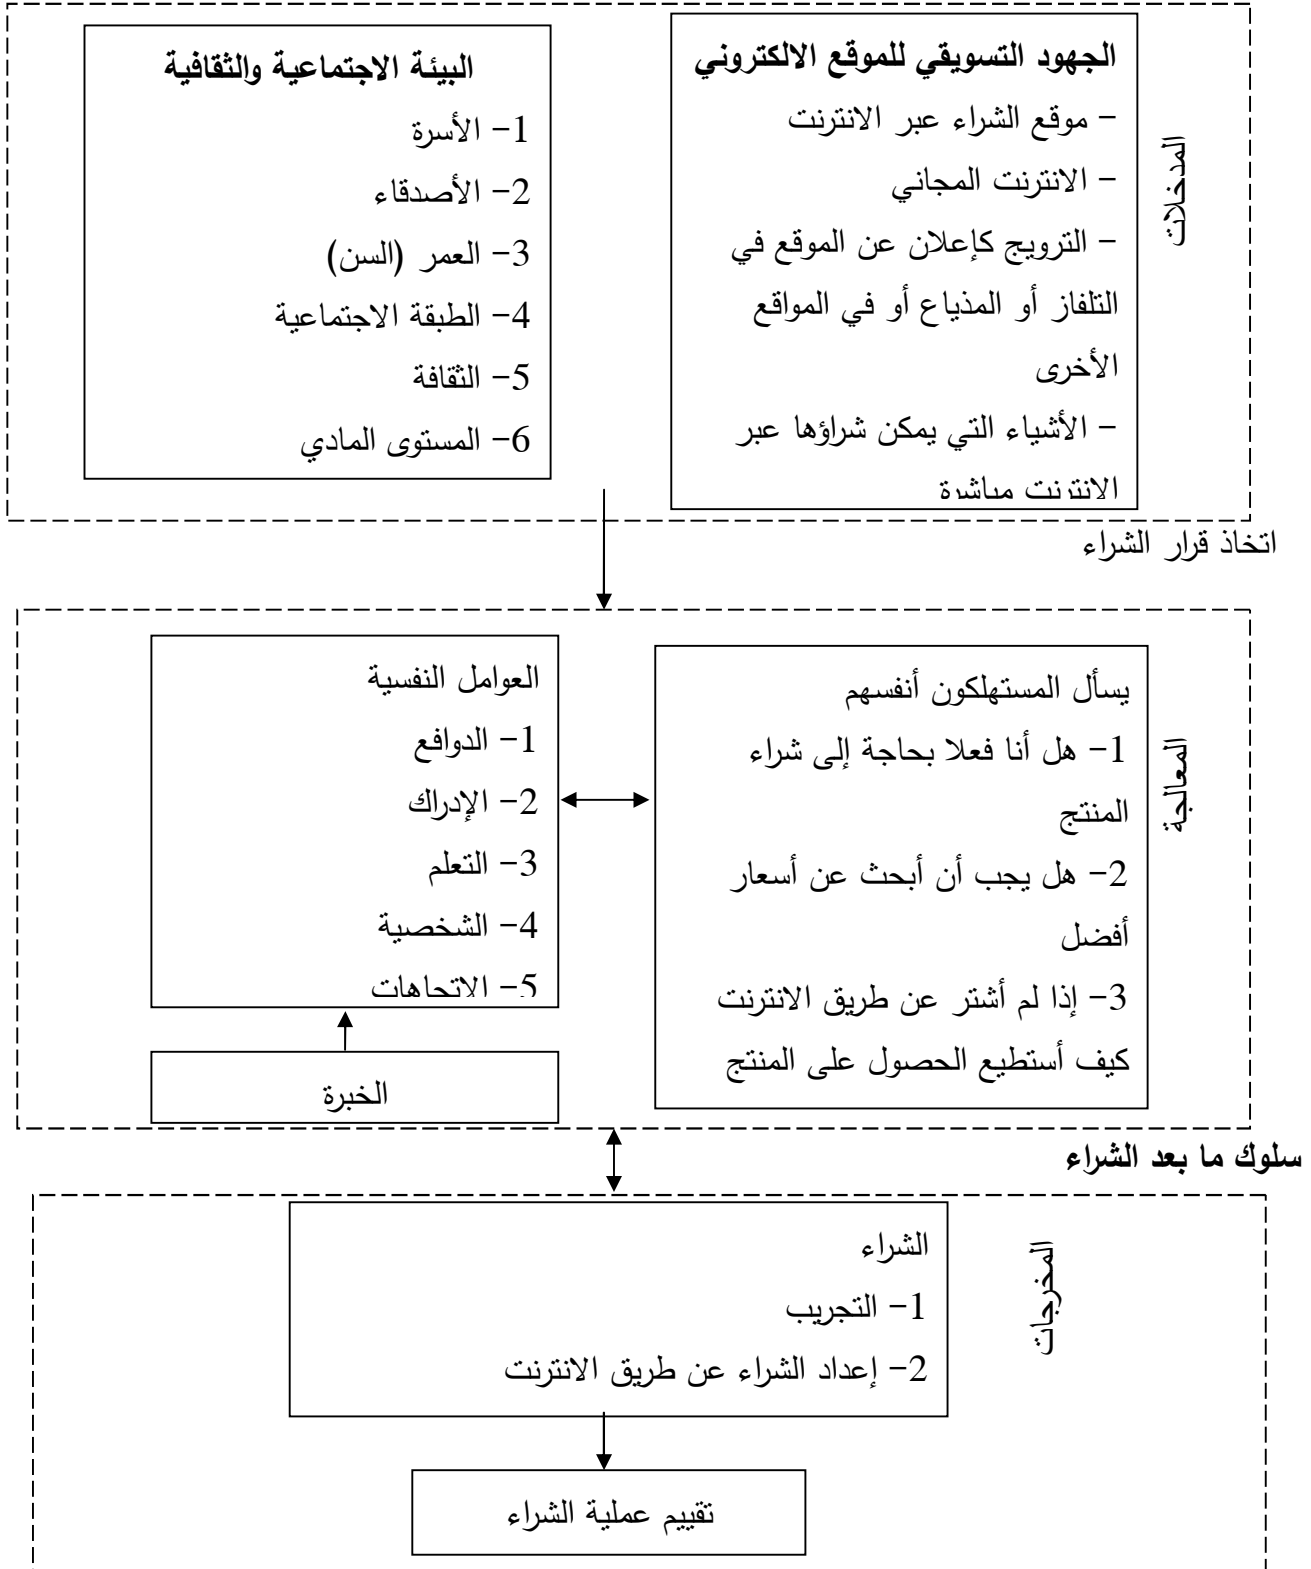 الجهود التسويقي للموقع الالكتروني
- موقع الشراء عبر الانترنت
- الانترنت المجاني
- الترويج كإعلان عن الموقع في
التلفاز أو المذياع أو في المواقع
الأخرى
- الأشياء التي يمكن شراؤها عبر
الانترنت مباشرة
البيئة الاجتماعية والثقافية
1- الأسرة
2- الأصدقاء
3- العمر (السن)
4- الطبقة الاجتماعية
5- الثقافة
6- المستوى المادي
المدخلات
اتخاذ قرار الشراء
يسأل المستهلكون أنفسهم
1- هل أنا فعلا بحاجة إلى شراء
المنتج
2- هل يجب أن أبحث عن أسعار
أفضل
3- إذا لم أشتر عن طريق الانترنت
كيف أستطيع الحصول على المنتج
العوامل النفسية
1- الدوافع
2- الإدراك
3- التعلم
4- الشخصية
5- الاتجاهات
الخبرة
المعالجة
سلوك ما بعد الشراء
الشراء
1- التجريب
2- إعداد الشراء عن طريق الانترنت
المخرجات
تقييم عملية الشراء